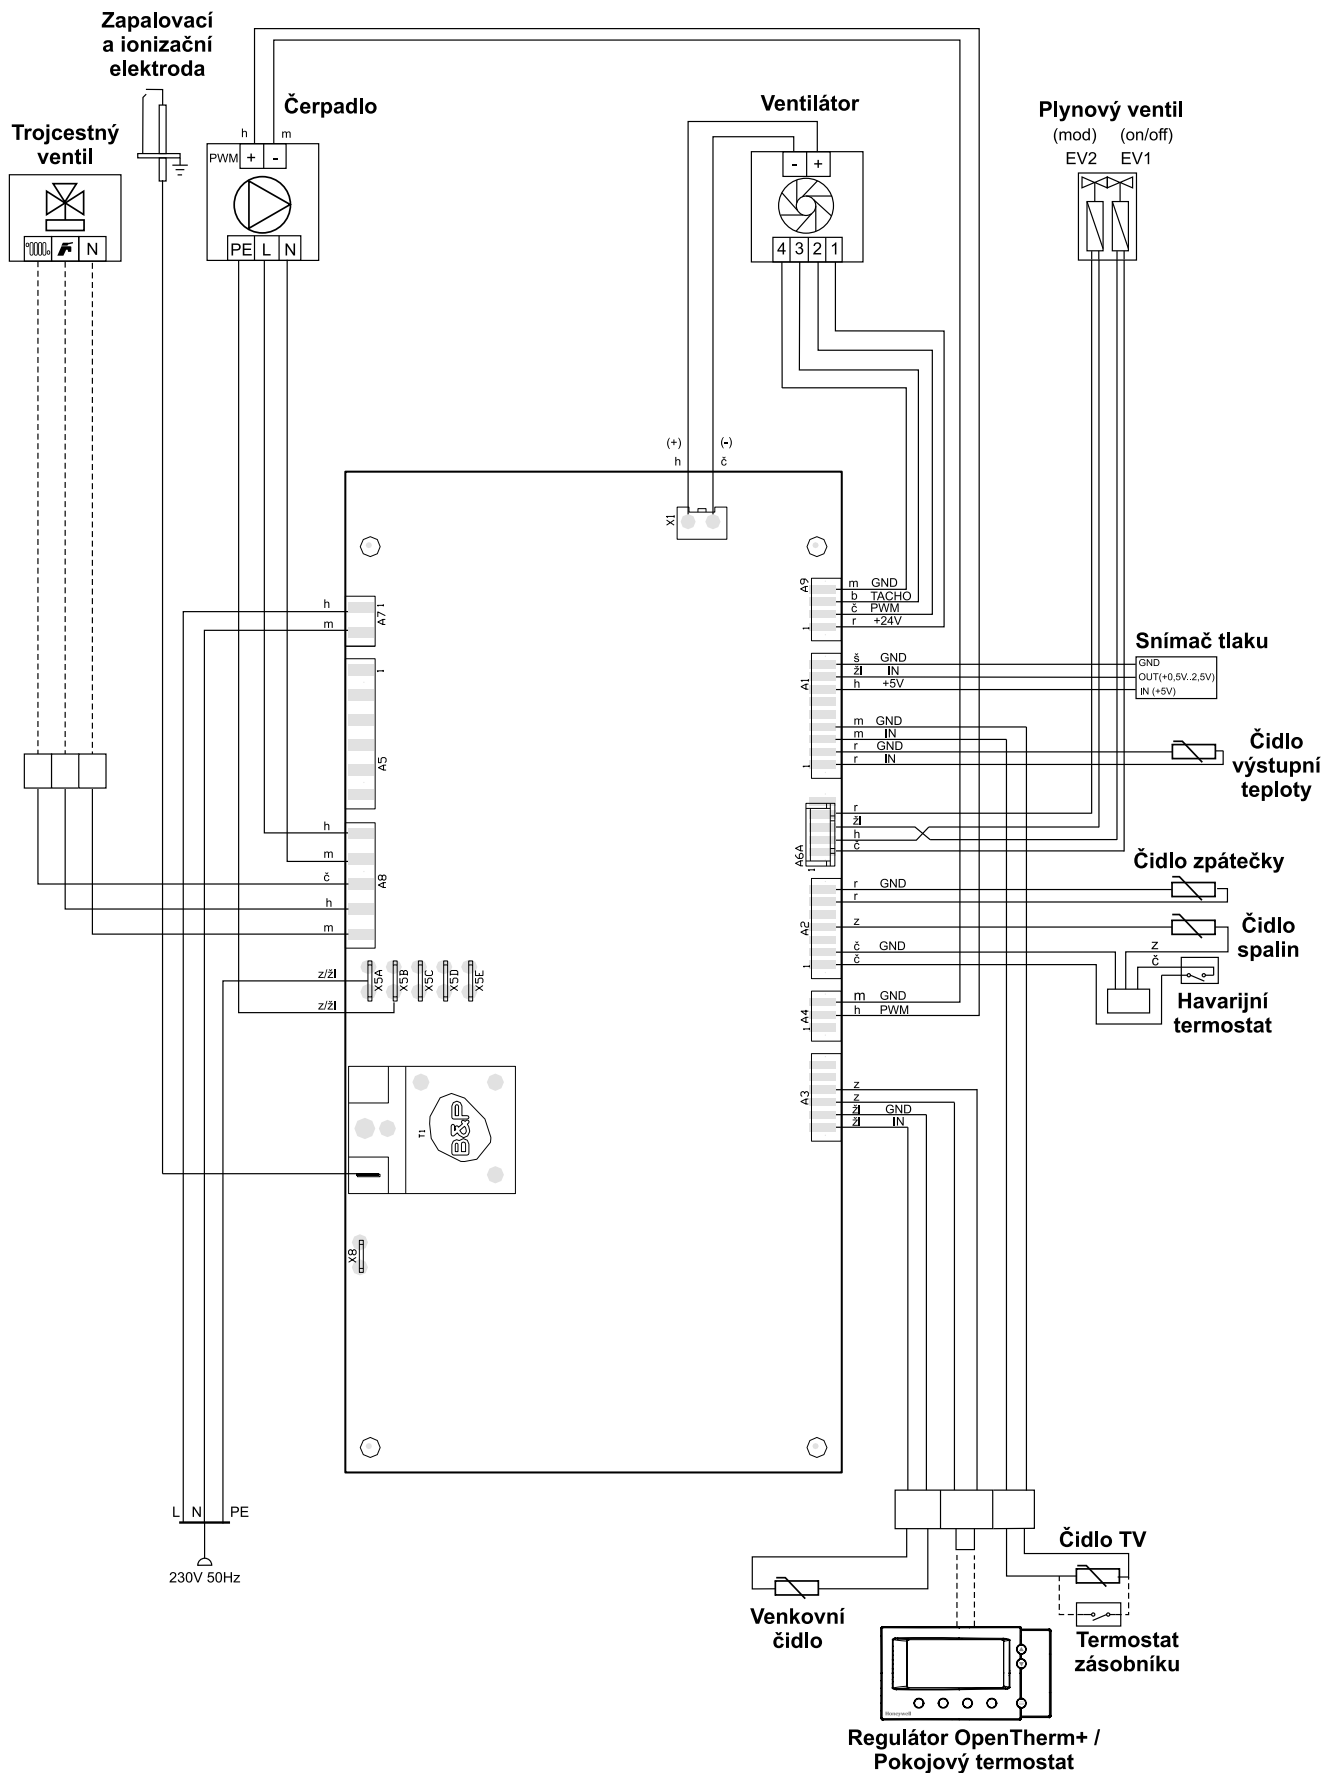 Zapalovací
a ionizační
elektroda
Trojcestný
ventil
N
Čerpadlo
h
m
PWM
+
-
PE
L
N
Ventilátor
-
+
4
3
2
1
Plynový ventil
(mod)
(on/off)
EV2
EV1
(+)
(-)
h
č
X1
h
m
A7
1
1
A5
h
m
č
h
m
A8
z/žl
z/žl
X5A
X5B
X5C
X5D
X5E
T1
B&P
X8
A9
1
m GND
b TACHO
č PWM
r +24V
A1
1
š GND
žl IN
h +5V
m GND
m IN
r GND
r IN
Snímač tlaku
GND
OUT(+0,5V..2,5V)
IN (+5V)
Čidlo
výstupní
teploty
A6A
1
r
žl
h
č
Čidlo zpátečky
A2
1
r GND
r
z
č GND
č
Čidlo
spalin
z
č
Havarijní
termostat
A4
1
m GND
h PWM
A3
z
z
žl GND
žl IN
L
N
PE
230V 50Hz
Čidlo TV
Venkovní
čidlo
Termostat
zásobníku
Honeywell
Regulátor OpenTherm+ /
Pokojový termostat